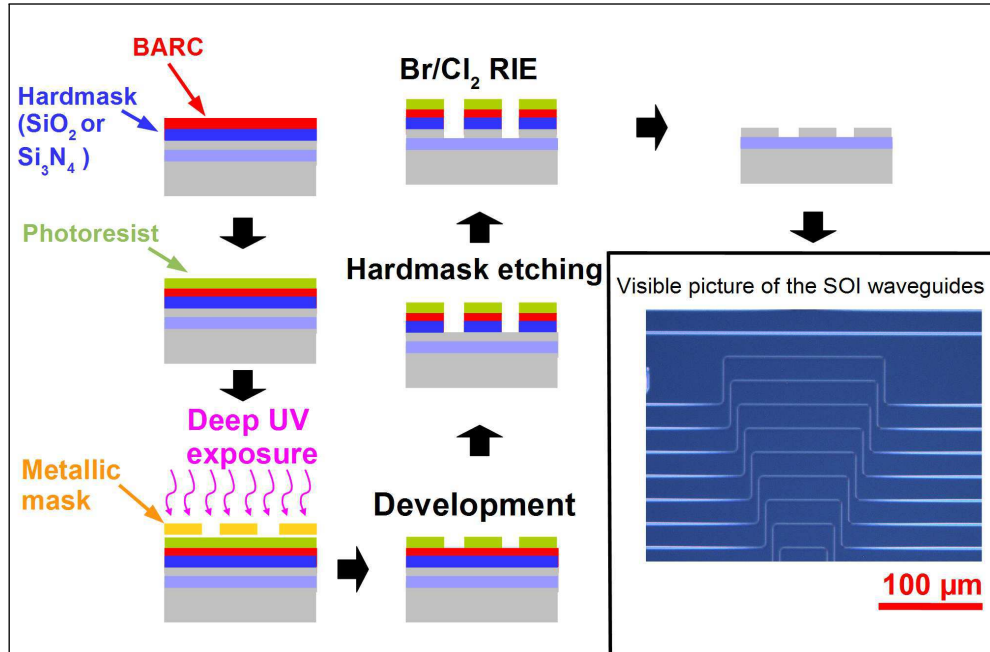 BARC
Hardmask
(SiO₂ or
Si₃N₄ )
Photoresist
Deep UV
exposure
Metallic
mask
Development
Hardmask etching
Br/Cl₂ RIE
Visible picture of the SOI waveguides
100 µm